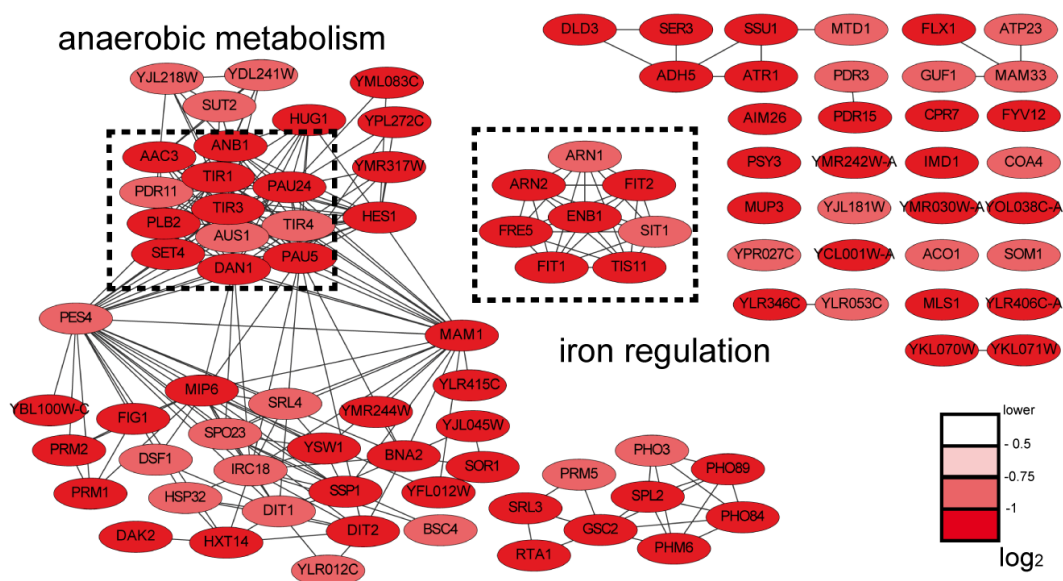 anaerobic metabolism
YJL218W
YDL241W
YML083C
SUT2
HUG1
YPL272C
ANB1
AAC3
YMR317W
TIR1
PAU24
PDR11
TIR3
HES1
PLB2
TIR4
AUS1
SET4
PAU5
DAN1
PES4
MAM1
ARN1
ARN2
FIT2
ENB1
FRE5
SIT1
FIT1
TIS11
iron regulation
DLD3
SER3
SSU1
MTD1
FLX1
ATP23
ADH5
ATR1
PDR3
GUF1
MAM33
AIM26
PDR15
CPR7
FYV12
PSY3
YMR242W-A
IMD1
COA4
MUP3
YJL181W
YMR030W-A
YOL038C-A
YPR027C
YCL001W-A
ACO1
SOM1
YLR346C
YLR053C
MLS1
YLR406C-A
YKL070W
YKL071W
MIP6
YLR415C
YBL100W-C
FIG1
SRL4
YMR244W
YJL045W
SPO23
PRM2
DSF1
YSW1
BNA2
SOR1
IRC18
PRM1
HSP32
SSP1
YFL012W
DIT1
DAK2
HXT14
DIT2
BSC4
YLR012C
PHO3
PRM5
PHO89
SPL2
SRL3
GSC2
PHO84
RTA1
PHM6
lower
- 0.5
-0.75
-1
log2